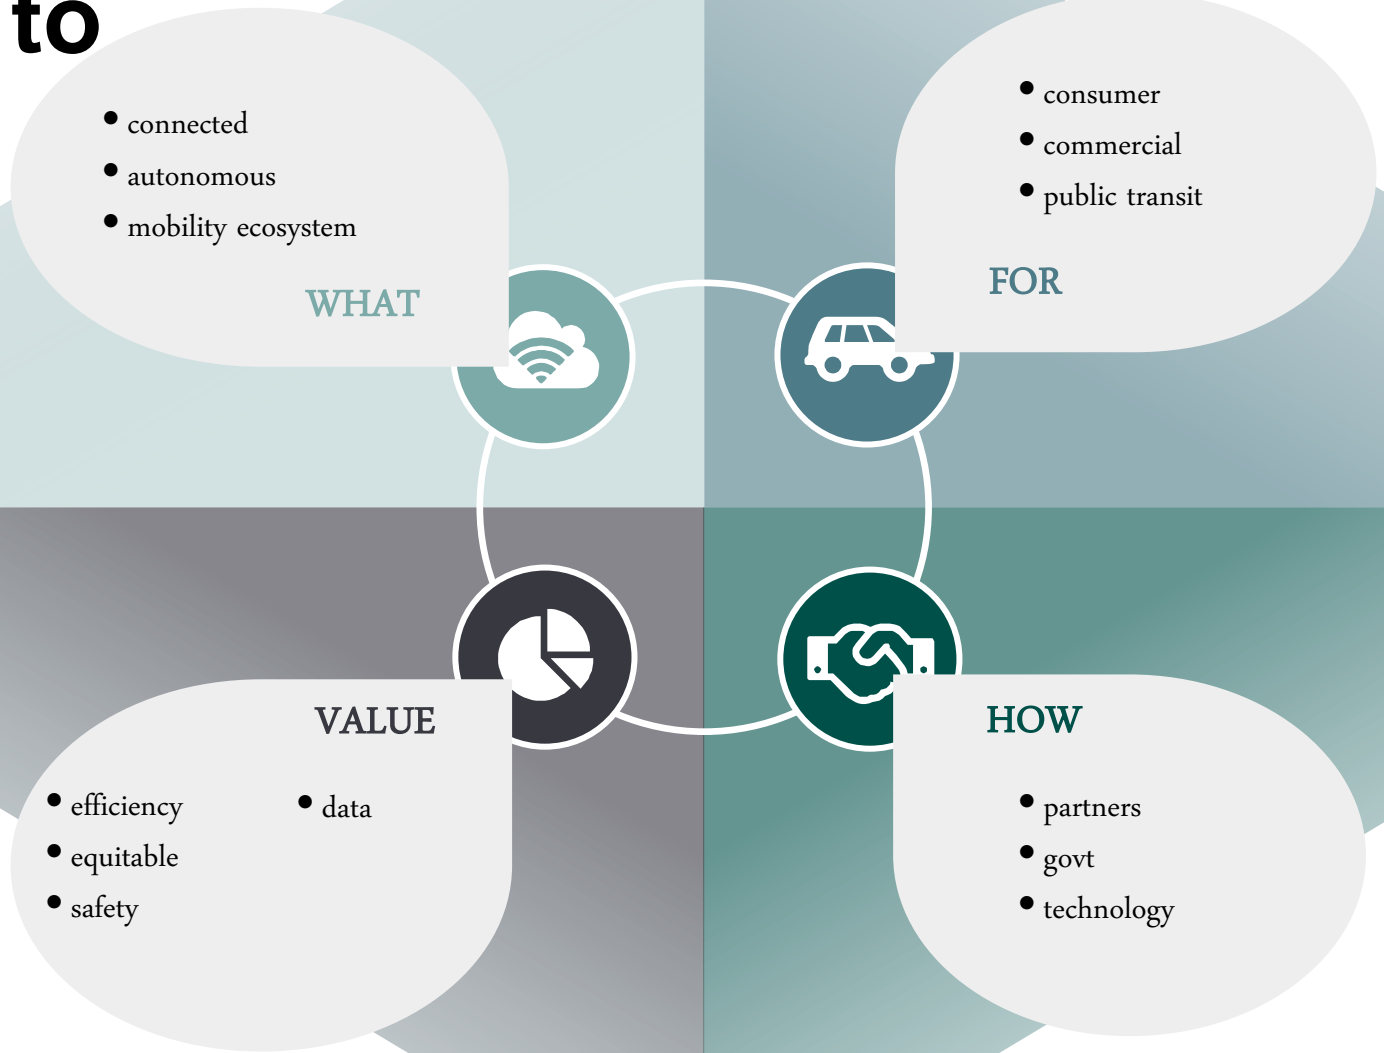 to
• connected
• autonomous
• mobility ecosystem
WHAT
• consumer
• commercial
• public transit
FOR
VALUE
• efficiency
• equitable
• safety
• data
HOW
• partners
• govt
• technology